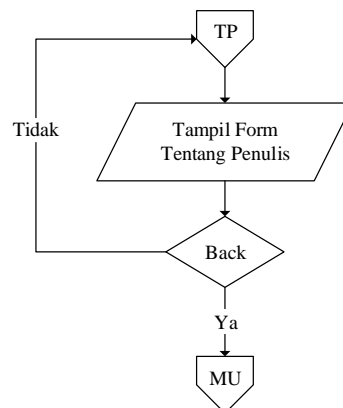 TP
Tidak
Tampil Form
Tentang Penulis
Back
Ya
MU